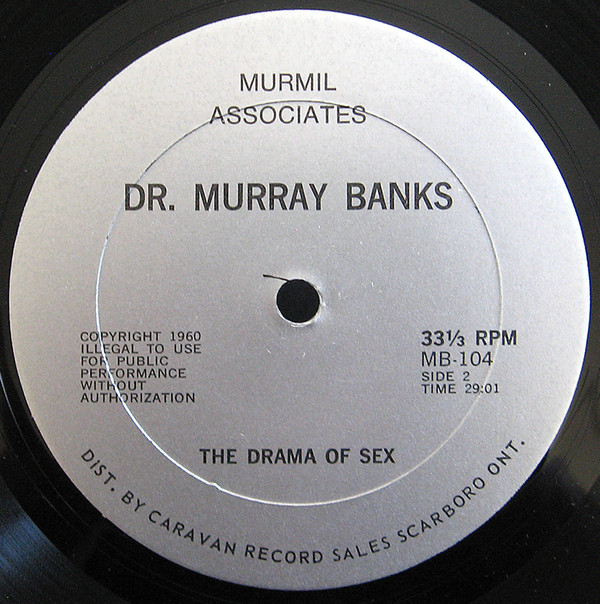 MURMIL
ASSOCIATES
DR. MURRAY BANKS
COPYRIGHT 1960
ILLEGAL TO USE
FOR PUBLIC
PERFORMANCE
WITHOUT
AUTHORIZATION
33⅓ RPM
MB-104
SIDE 2
TIME 29:01
THE DRAMA OF SEX
DIST. BY CARAVAN RECORD SALES SCARBORO ONT.